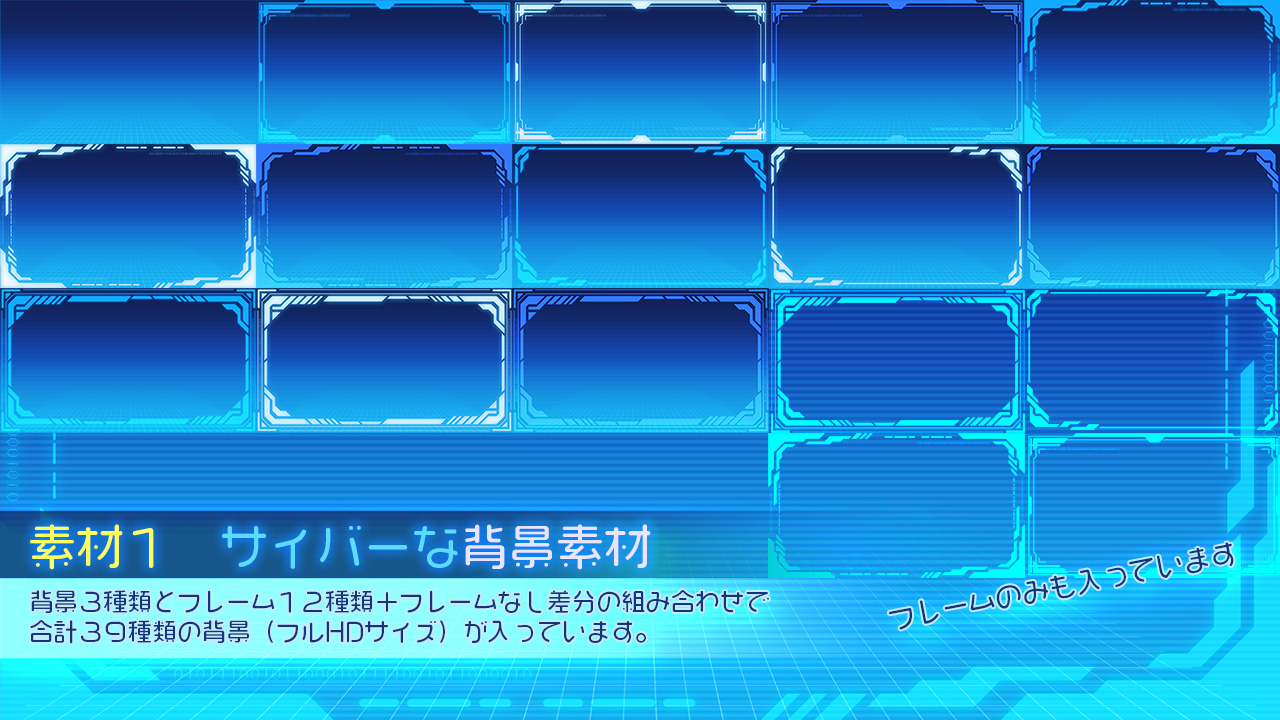 素材１　サイバーな背景素材
背景３種類とフレーム１２種類＋フレームなし差分の組み合わせで
合計３９種類の背景（フルHDサイズ）が入っています。
フレームのみも入っています